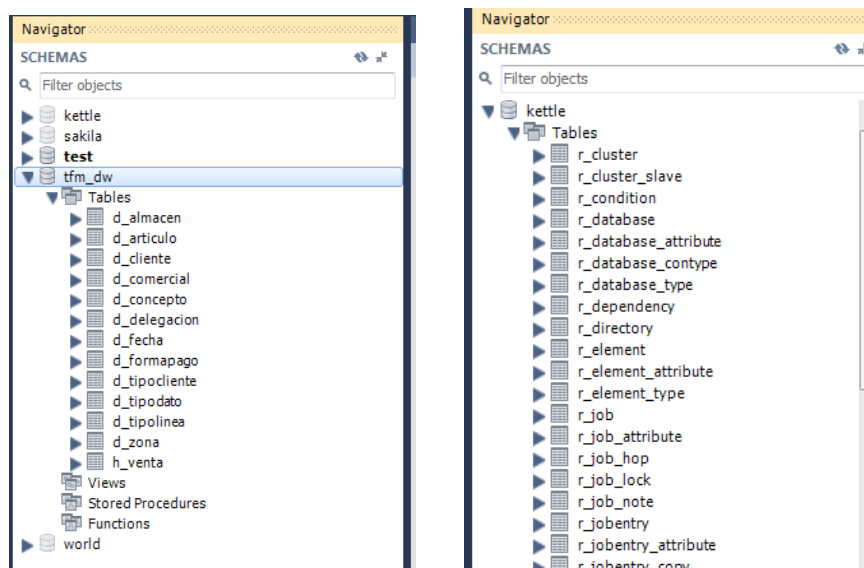 Navigator
SCHEMAS
Filter objects
kettle
sakila
test
tfm_dw
Tables
d_almacen
d_articulo
d_cliente
d_comercial
d_concepto
d_delegacion
d_fecha
d_formapago
d_tipocliente
d_tipodato
d_tipolinea
d_zona
h_venta
Views
Stored Procedures
Functions
world
Navigator
SCHEMAS
Filter objects
kettle
Tables
r_cluster
r_cluster_slave
r_condition
r_database
r_database_attribute
r_database_contype
r_database_type
r_dependency
r_directory
r_element
r_element_attribute
r_element_type
r_job
r_job_attribute
r_job_hop
r_job_lock
r_job_note
r_jobentry
r_jobentry_attribute
r_jobentry_copy